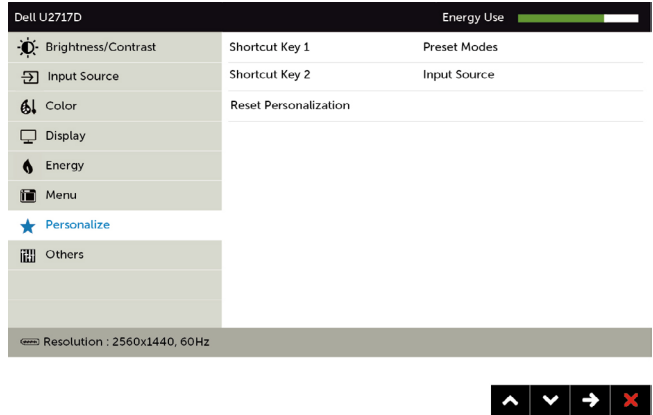 Dell U2717D Energy Use
Brightness/Contrast Shortcut Key 1 Preset Modes
Input Source Shortcut Key 2 Input Source
Color Reset Personalization
Display
Energy
Menu
Personalize
Others
Resolution : 2560x1440, 60Hz